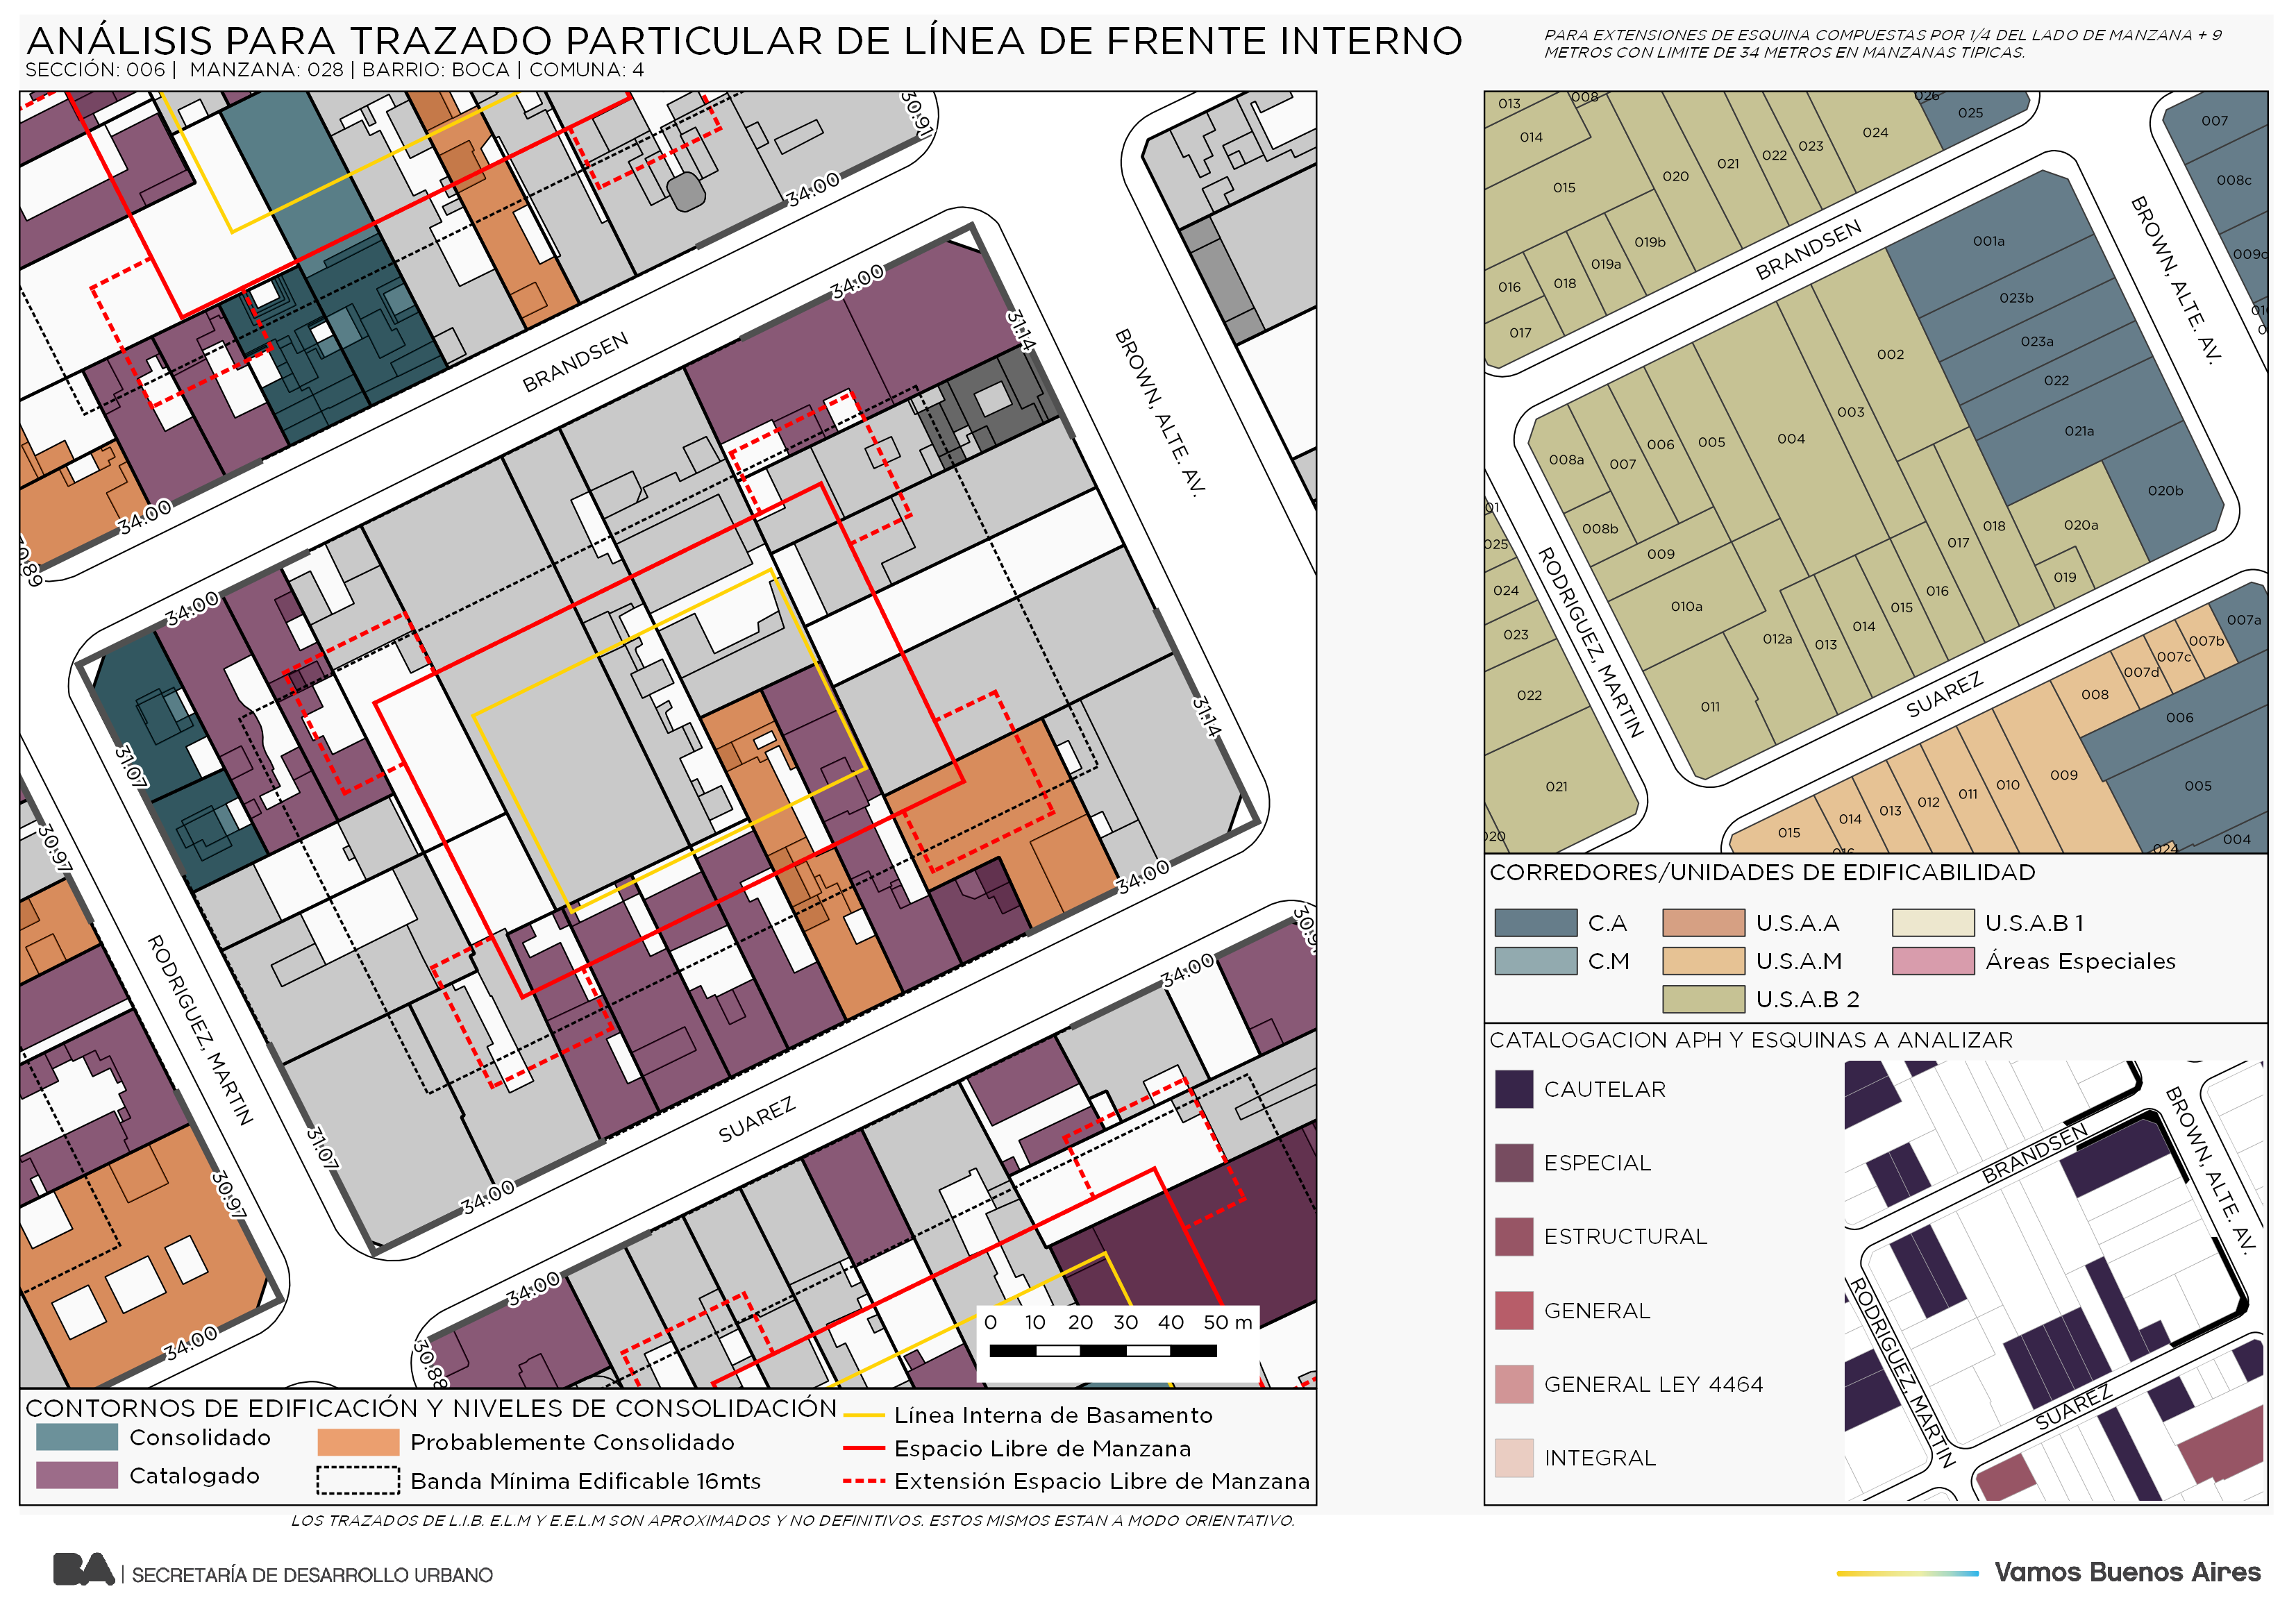 ANÁLISIS PARA TRAZADO PARTICULAR DE LÍNEA DE FRENTE INTERNO
SECCIÓN: 006 | MANZANA: 028 | BARRIO: BOCA | COMUNA: 4
PARA EXTENSIONES DE ESQUINA COMPUESTAS POR 1/4 DEL LADO DE MANZANA + 9
METROS CON LIMITE DE 34 METROS EN MANZANAS TIPICAS.
30.91
34.00
34.00
31.14
BRANDSEN
BROWN, ALTE. AV.
34.00
34.00
31.07
31.14
30.97
34.00
RODRIGUEZ, MARTIN
34.00
31.07
34.00
SUAREZ
30.97
34.00
34.00
30.88
0 10 20 30 40 50 m
CONTORNOS DE EDIFICACIÓN Y NIVELES DE CONSOLIDACIÓN
Consolidado
Catalogado
Probablemente Consolidado
Banda Mínima Edificable 16mts
Línea Interna de Basamento
Espacio Libre de Manzana
Extensión Espacio Libre de Manzana
013
008
026
025
007
014
024
023
022
021
020
015
008c
019b
019a
018
016
017
009c
BRANDSEN
BROWN, ALTE. AV.
001a
023b
023a
022
021a
020b
002
003
004
005
006
007
008a
008b
009
010a
011
012a
013
014
015
016
017
018
020a
019
025
024
023
022
021
020
RODRIGUEZ, MARTIN
SUAREZ
007a
007b
007c
007d
008
006
005
004
009
010
011
012
013
014
015
024
CORREDORES/UNIDADES DE EDIFICABILIDAD
C.A
C.M
U.S.A.A
U.S.A.M
U.S.A.B 2
U.S.A.B 1
Áreas Especiales
CATALOGACION APH Y ESQUINAS A ANALIZAR
CAUTELAR
ESPECIAL
ESTRUCTURAL
GENERAL
GENERAL LEY 4464
INTEGRAL
BRANDSEN
BROWN, ALTE. AV.
RODRIGUEZ, MARTIN
SUAREZ
LOS TRAZADOS DE L.I.B. E.L.M Y E.E.L.M SON APROXIMADOS Y NO DEFINITIVOS. ESTOS MISMOS ESTAN A MODO ORIENTATIVO.
BA | SECRETARÍA DE DESARROLLO URBANO
Vamos Buenos Aires